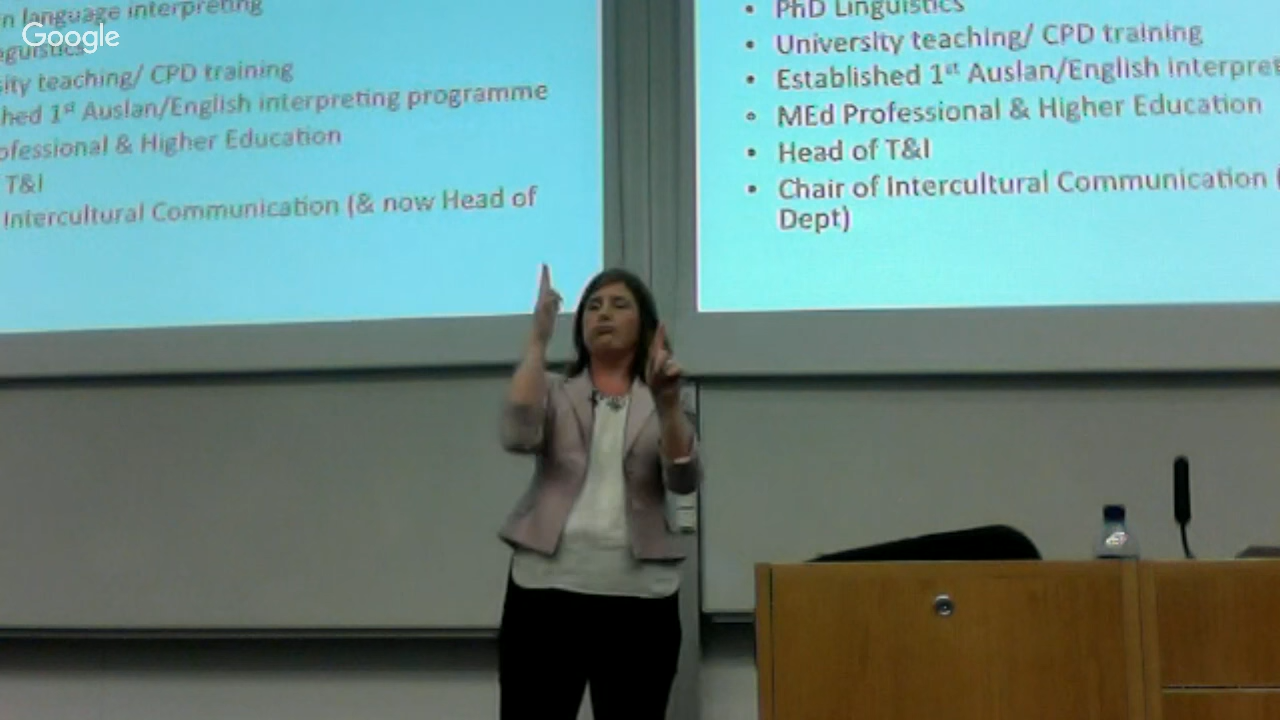 n language interpreting
Google
nguistics
sity teaching/ CPD training
hed 1st Auslan/English interpreting programme
ofessional & Higher Education
T&I
Intercultural Communication (& now Head of
• PhD Linguistics
• University teaching/ CPD training
• Established 1st Auslan/English interpret
• MEd Professional & Higher Education
• Head of T&I
• Chair of Intercultural Communication (
Dept)